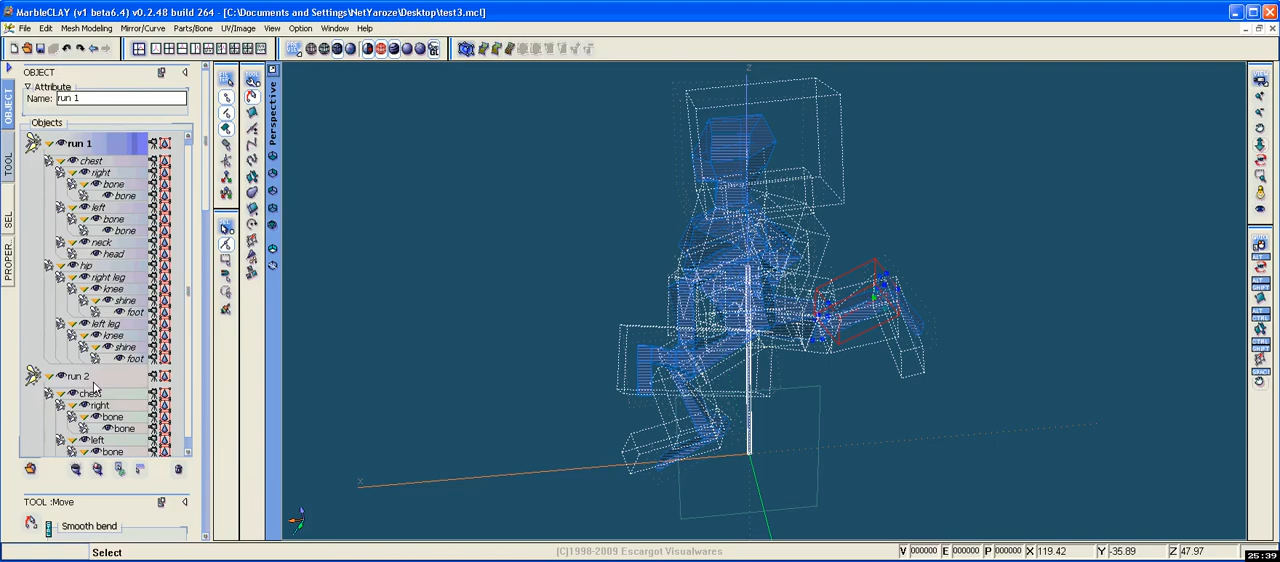 MarbleCLAY (v1 beta6.4) v0.2.48 build 264 - [C:\Documents and Settings\NetYaroze\Desktop\test3.mcl]
File Edit Mesh Modeling Mirror/Curve Parts/Bone UV/Image View Option Window Help
OBJECT
Attribute
Name: run 1
Objects
run 1
chest
right
bone
bone
left
bone
bone
neck
head
hip
right leg
knee
shine
foot
left leg
knee
shine
foot
run 2
chest
right
bone
bone
left
bone
TOOL :Move
Smooth bend
OBJECT
TOOL
SEL
PROPER..
Perspective
Z
X
Select
(C)1998-2009 Escargot Visualwares
V 000000 E 000000 P 000000 X 119.42 Y -35.89 Z 47.97
25:39